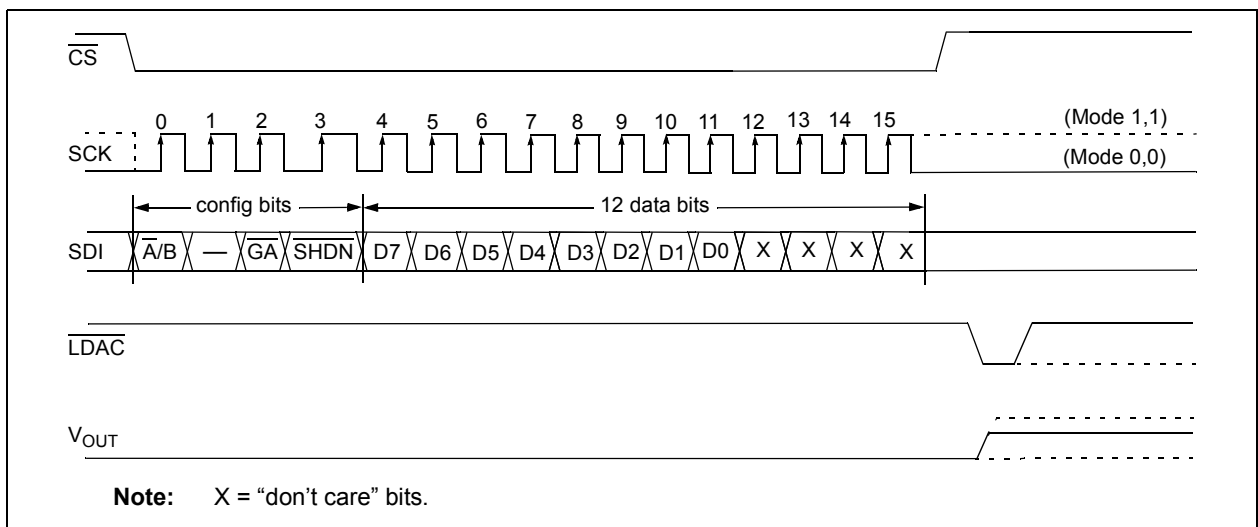 CS
0 1 2 3 4 5 6 7 8 9 10 11 12 13 14 15 (Mode 1,1)
SCK (Mode 0,0)
config bits 12 data bits
SDI A/B — GA SHDN D7 D6 D5 D4 D3 D2 D1 D0 X X X X
LDAC
VOUT
Note: X = “don’t care” bits.